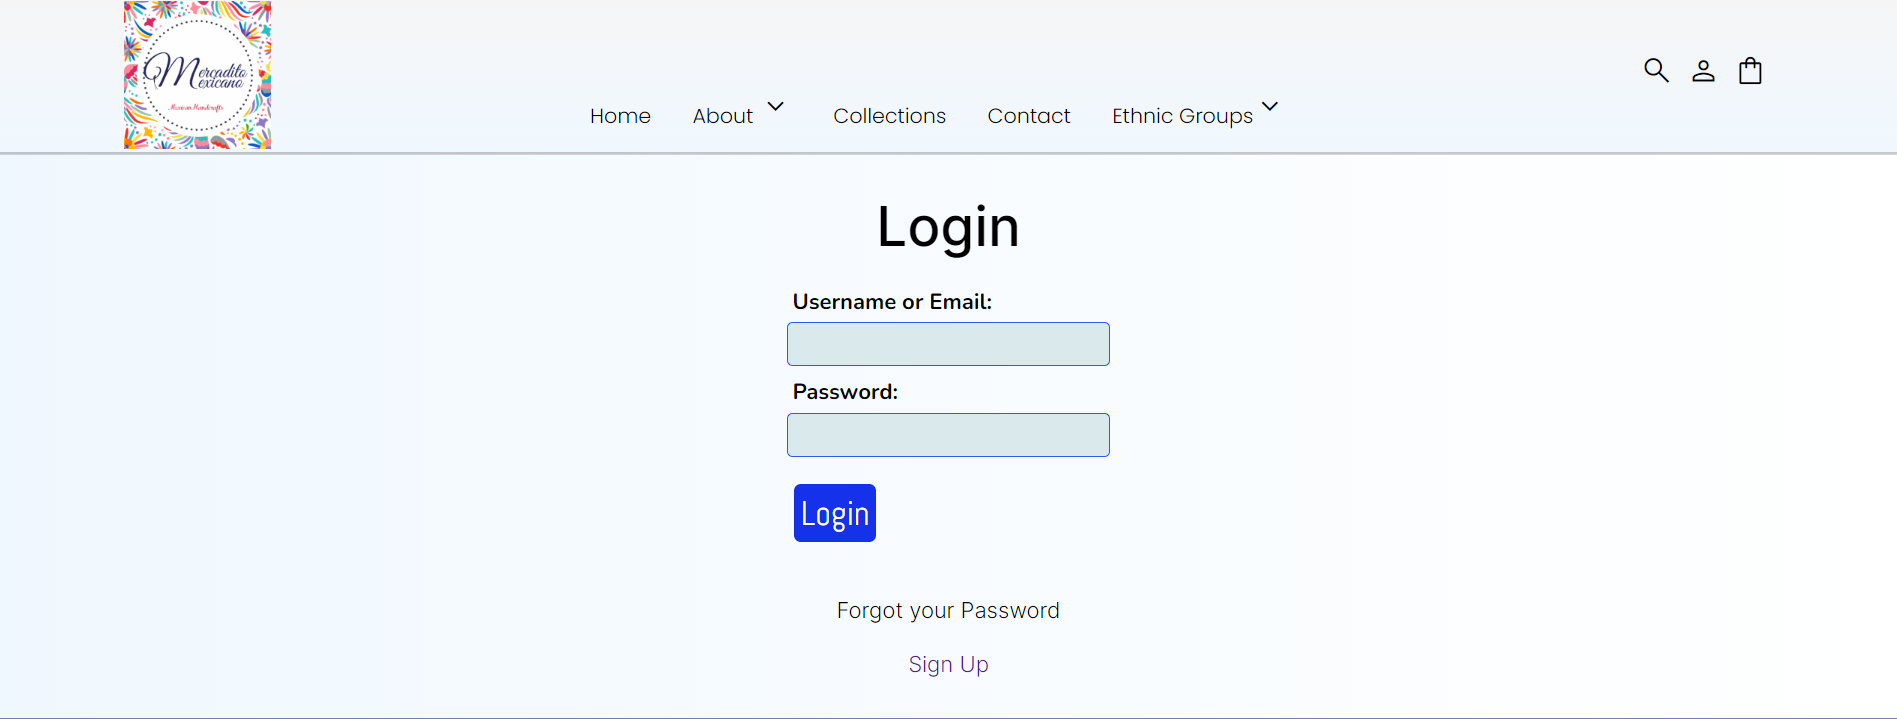 Mercadito
Mexicano
Mexican Handcrafts
Home About Collections Contact Ethnic Groups
Login
Username or Email:
Password:
Login
Forgot your Password
Sign Up